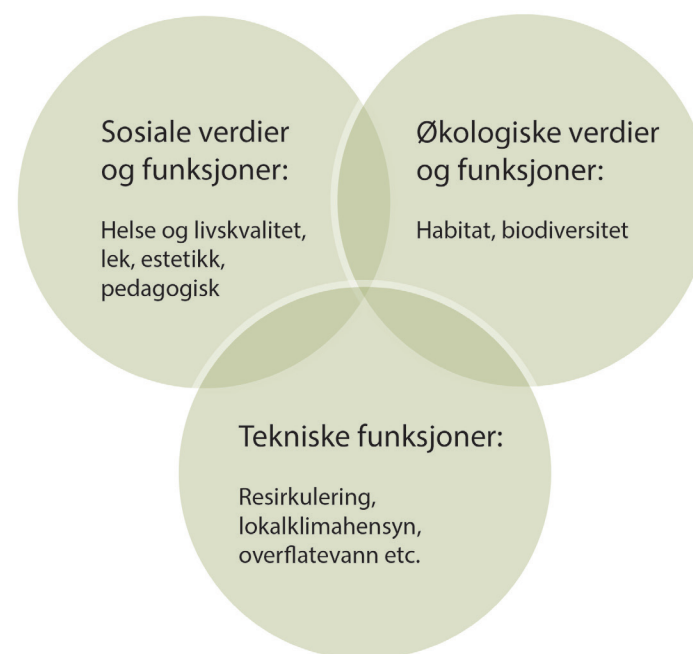 Sosiale verdier
og funksjoner:
Helse og livskvalitet,
lek, estetikk,
pedagogisk
Økologiske verdier
og funksjoner:
Habitat, biodiversitet
Tekniske funksjoner:
Resirkulering,
lokalklimahensyn,
overflatevann etc.